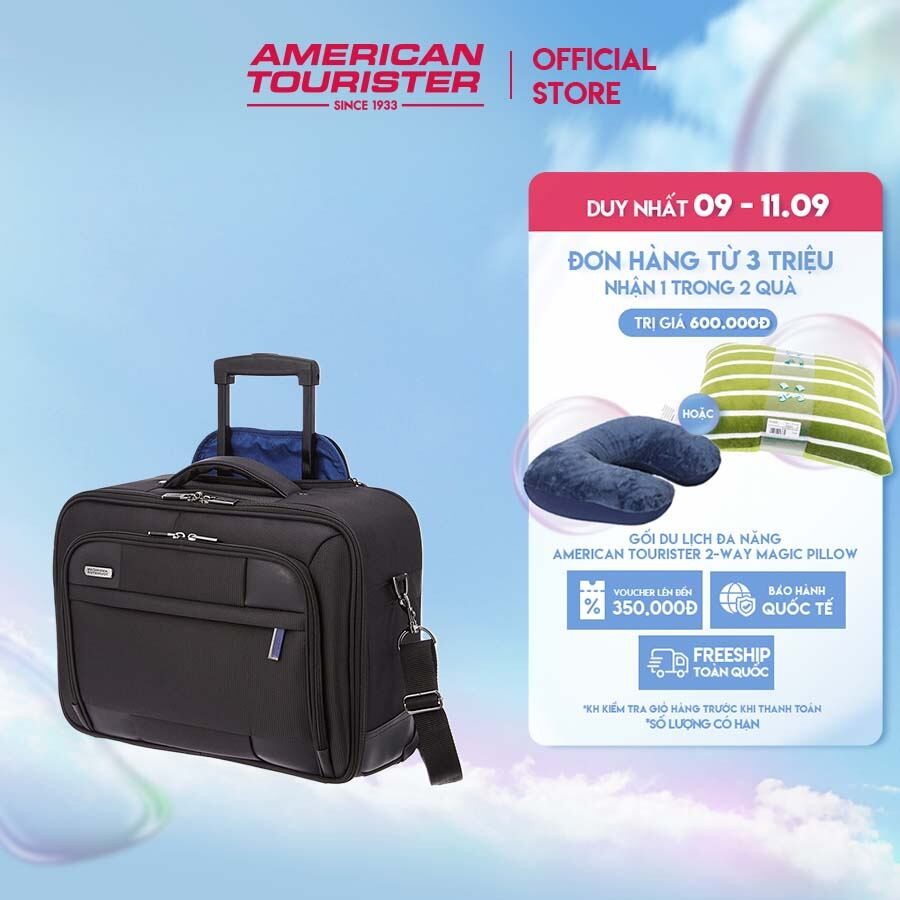 AMERICAN
TOURISTER
SINCE 1933
OFFICIAL
STORE
DUY NHẤT 09 - 11.09
ĐƠN HÀNG TỪ 3 TRIỆU
NHẬN 1 TRONG 2 QUÀ
TRỊ GIÁ 600.000Đ
HOẶC
GỐI DU LỊCH ĐA NĂNG
AMERICAN TOURISTER 2-WAY MAGIC PILLOW
VOUCHER LÊN ĐẾN
350.000Đ
BẢO HÀNH
QUỐC TẾ
FREESHIP
TOÀN QUỐC
*KH KIỂM TRA GIỎ HÀNG TRƯỚC KHI THANH TOÁN
*SỐ LƯỢNG CÓ HẠN